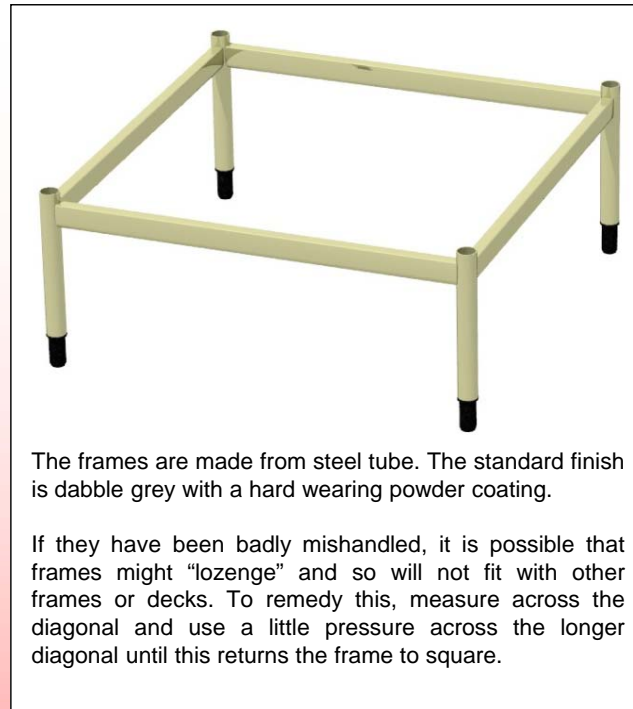 The frames are made from steel tube. The standard finish
is dabble grey with a hard wearing powder coating.
If they have been badly mishandled, it is possible that
frames might “lozenge” and so will not fit with other
frames or decks. To remedy this, measure across the
diagonal and use a little pressure across the longer
diagonal until this returns the frame to square.